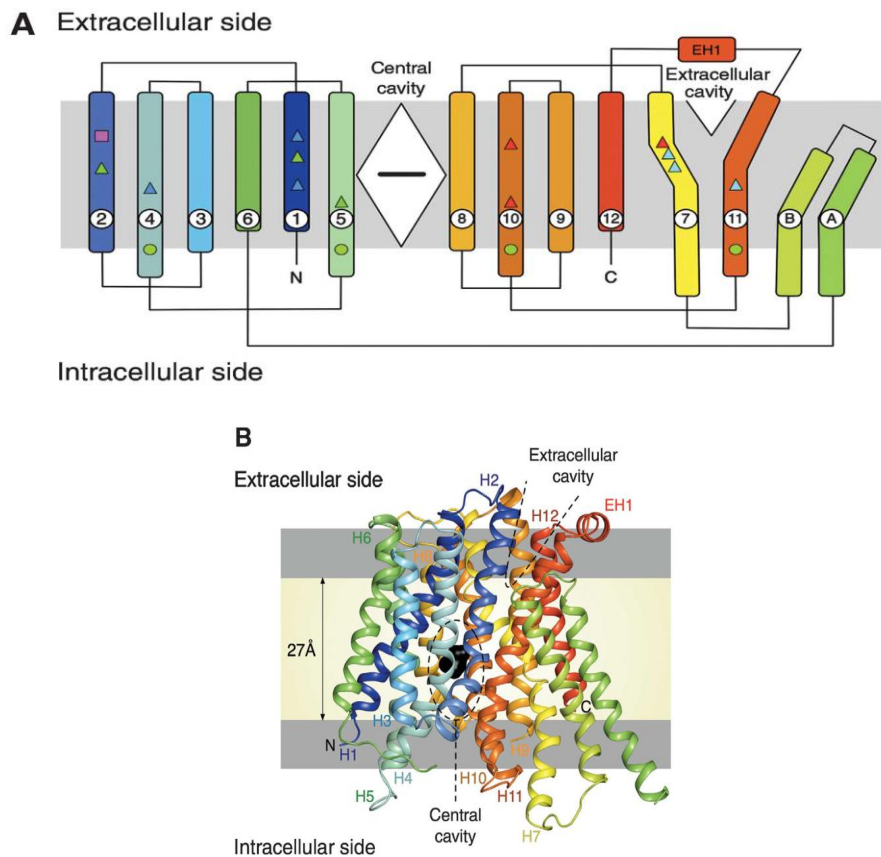 A
Extracellular side
EH1
Central
cavity
Extracellular
cavity
2
4
3
6
1
5
8
10
9
12
7
11
B
A
N
C
Intracellular side
B
Extracellular
cavity
Extracellular side
H2
H12
EH1
H6
H8
27Å
C
H3
N
H1
H9
H4
H10
H11
H5
Central
cavity
H7
Intracellular side